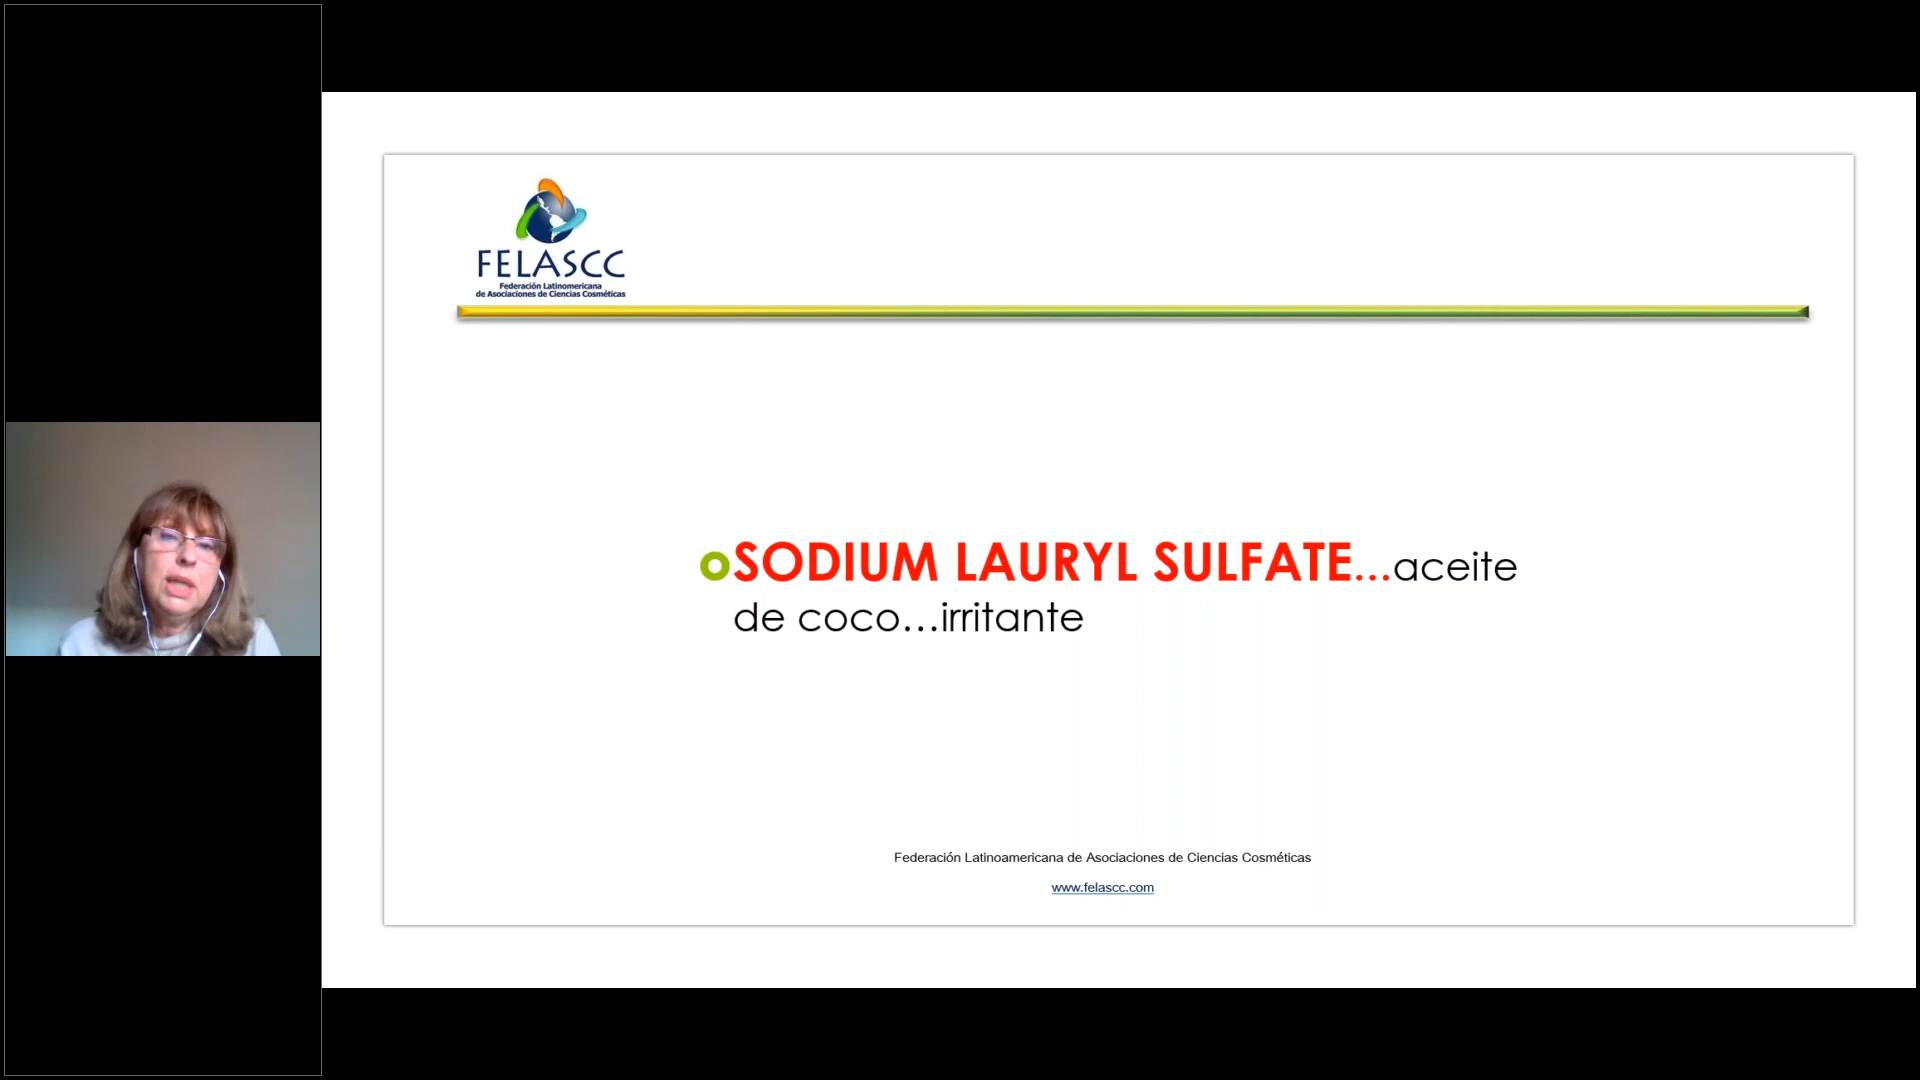 FELASCC
Federación Latinomericana
de Asociaciones de Ciencias Cosméticas
SODIUM LAURYL SULFATE...aceite
de coco...irritante
Federación Latinoamericana de Asociaciones de Ciencias Cosméticas
www.felascc.com